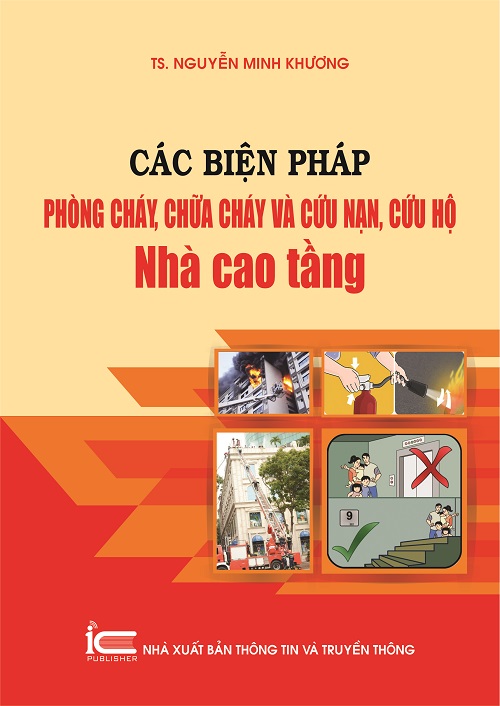 TS. NGUYỄN MINH KHƯƠNG
CÁC BIỆN PHÁP
PHÒNG CHÁY, CHỮA CHÁY VÀ CỨU NẠN, CỨU HỘ
Nhà cao tầng
9
ic
PUBLISHER
NHÀ XUẤT BẢN THÔNG TIN VÀ TRUYỀN THÔNG